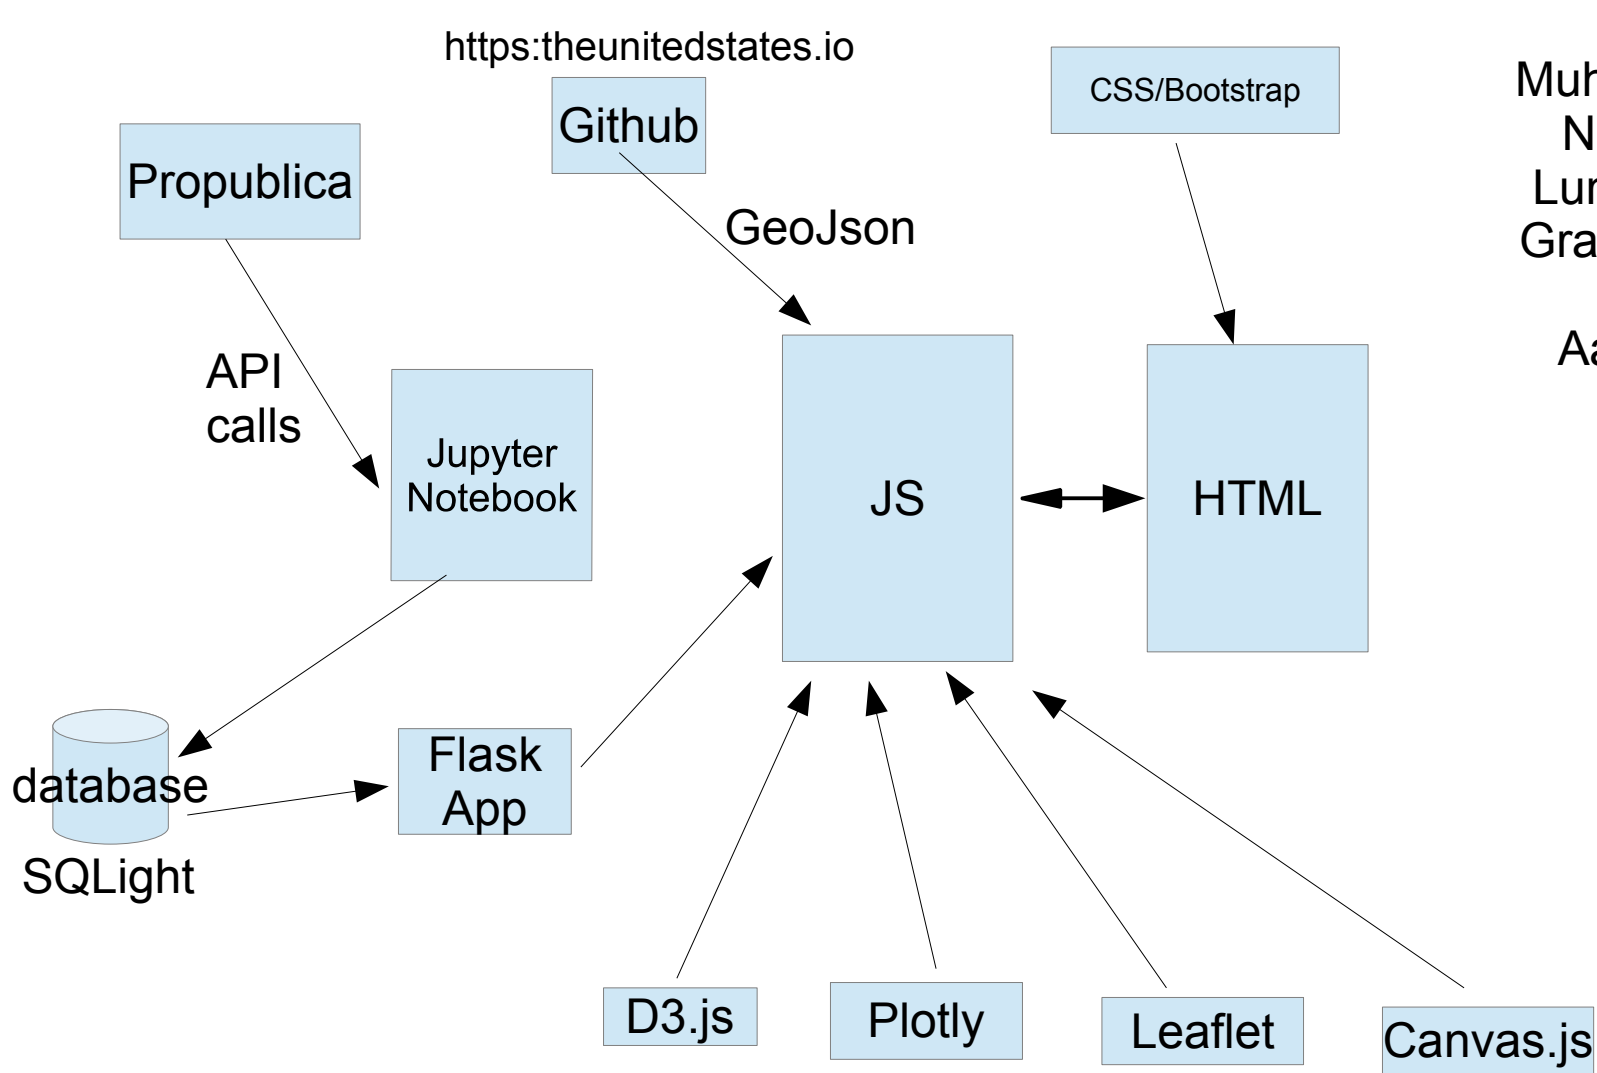 https:theunitedstates.io
Github
CSS/Bootstrap
Propublica
GeoJson
API
calls
Jupyter
Notebook
JS
HTML
database
SQLight
Flask
App
D3.js
Plotly
Leaflet
Canvas.js